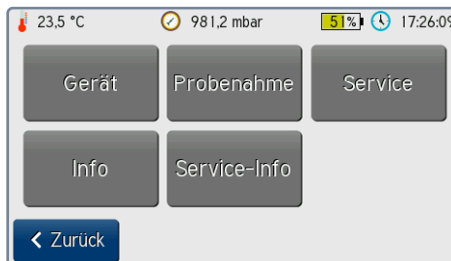 23,5 °C 981,2 mbar 51% 17:26:09
Gerät Probenahme Service
Info Service-Info
Zurück